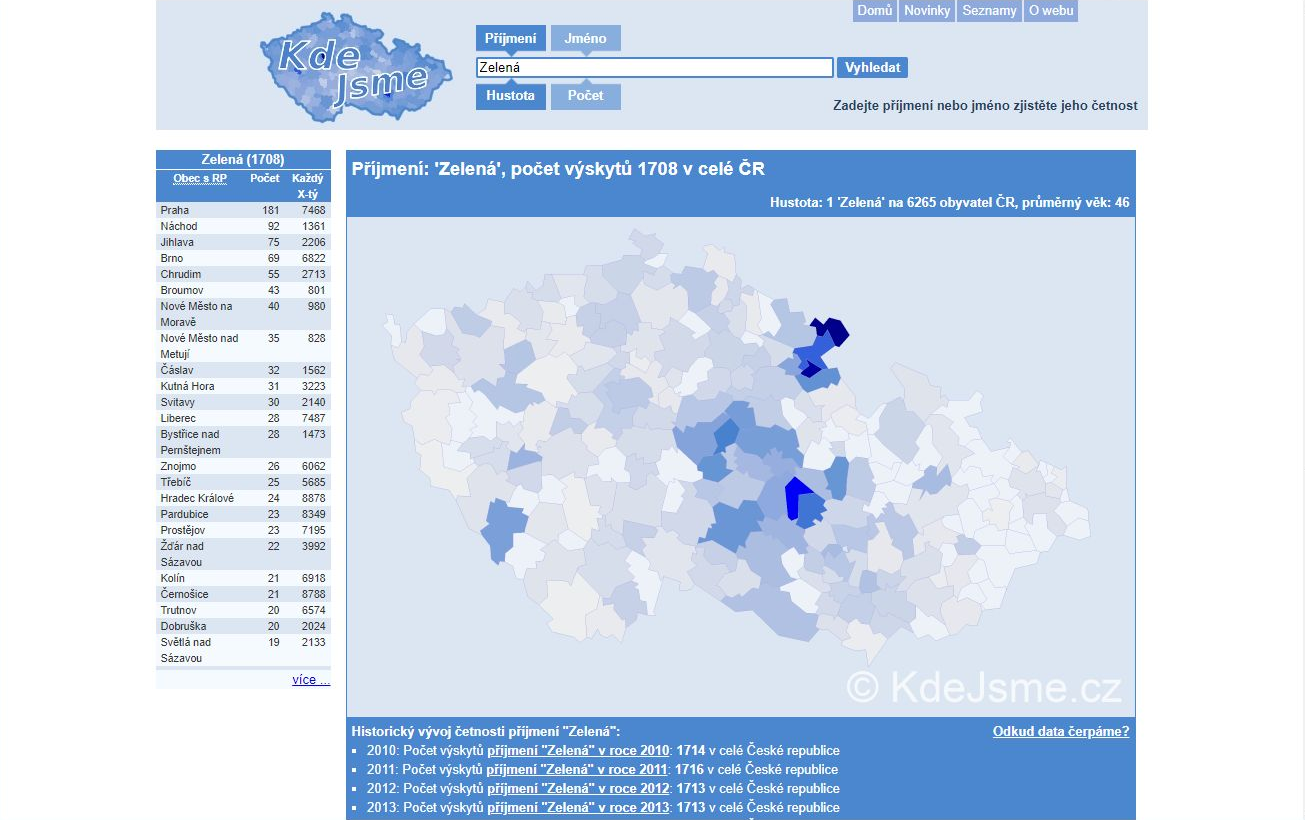 Domů Novinky Seznamy O webu
Kde Jsme
Příjmení Jméno
Zelená Vyhledat
Hustota Počet
Zadejte příjmení nebo jméno zjistěte jeho četnost
Zelená (1708)
Obec s RP Počet Každý X-tý
Praha 181 7468
Náchod 92 1361
Jihlava 75 2206
Brno 69 6822
Chrudim 55 2713
Broumov 43 801
Nové Město na Moravě 40 980
Nové Město nad Metují 35 828
Čáslav 32 1562
Kutná Hora 31 3223
Svitavy 30 2140
Liberec 28 7487
Bystřice nad Pernštejnem 28 1473
Znojmo 26 6062
Třebíč 25 5685
Hradec Králové 24 8878
Pardubice 23 8349
Prostějov 23 7195
Žďár nad Sázavou 22 3992
Kolín 21 6918
Černošice 21 8788
Trutnov 20 6574
Dobruška 20 2024
Světlá nad Sázavou 19 2133
více ...
Příjmení: 'Zelená', počet výskytů 1708 v celé ČR
Hustota: 1 'Zelená' na 6265 obyvatel ČR, průměrný věk: 46
© KdeJsme.cz
Historický vývoj četnosti příjmení "Zelená": Odkud data čerpáme?
2010: Počet výskytů příjmení "Zelená" v roce 2010: 1714 v celé České republice
2011: Počet výskytů příjmení "Zelená" v roce 2011: 1716 v celé České republice
2012: Počet výskytů příjmení "Zelená" v roce 2012: 1713 v celé České republice
2013: Počet výskytů příjmení "Zelená" v roce 2013: 1713 v celé České republice